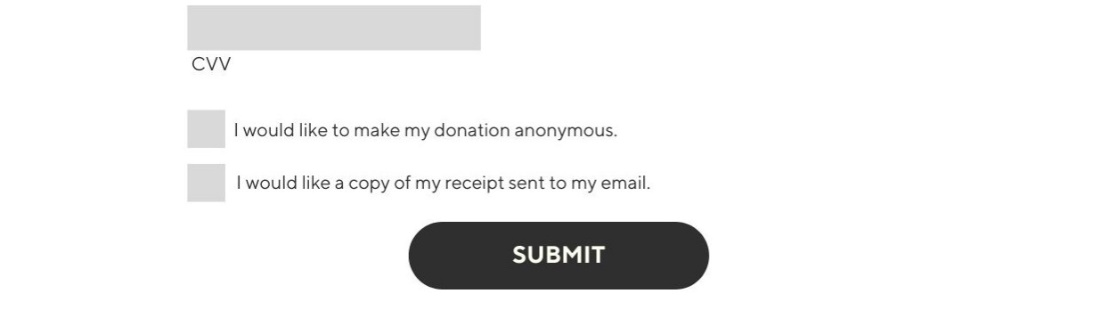 CVV
I would like to make my donation anonymous.
I would like a copy of my receipt sent to my email.
SUBMIT